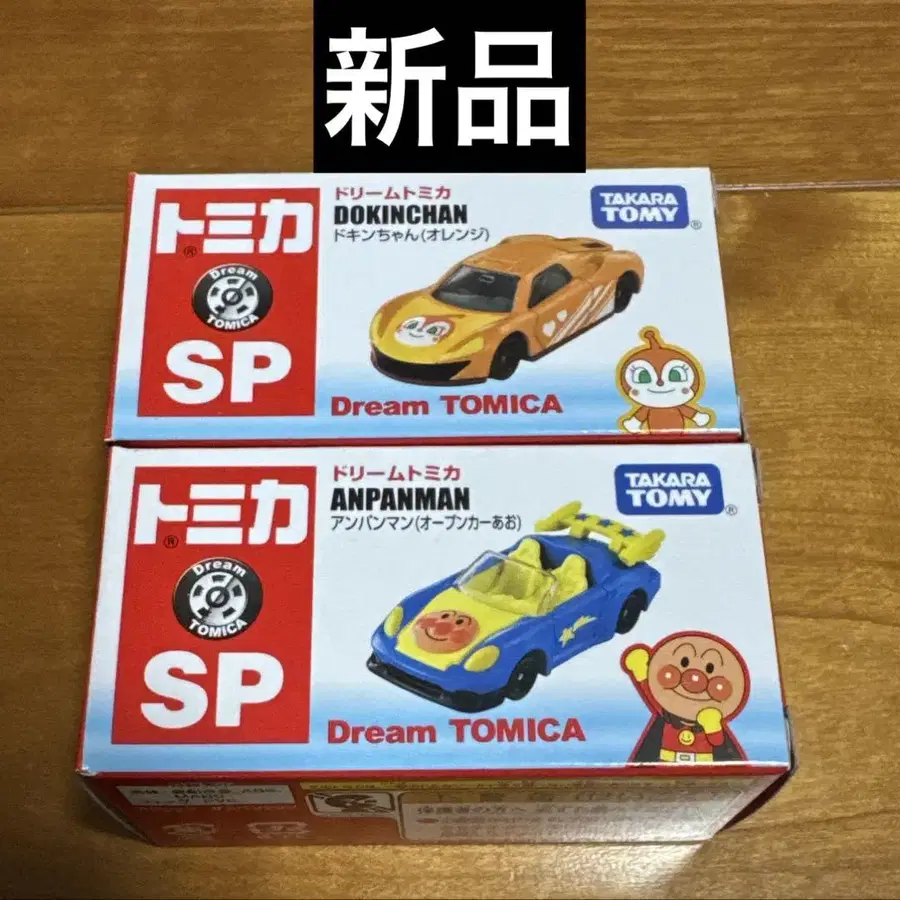 新品
ドリームトミカ
DOKINCHAN
ドキンちゃん(オレンジ)
TAKARA
TOMY
®
トミカ
®
Dream
TOMICA
SP
Dream TOMICA
ドリームトミカ
ANPANMAN
アンパンマン(オープンカーあお)
TAKARA
TOMY
®
トミカ
®
Dream
TOMICA
SP
Dream TOMICA